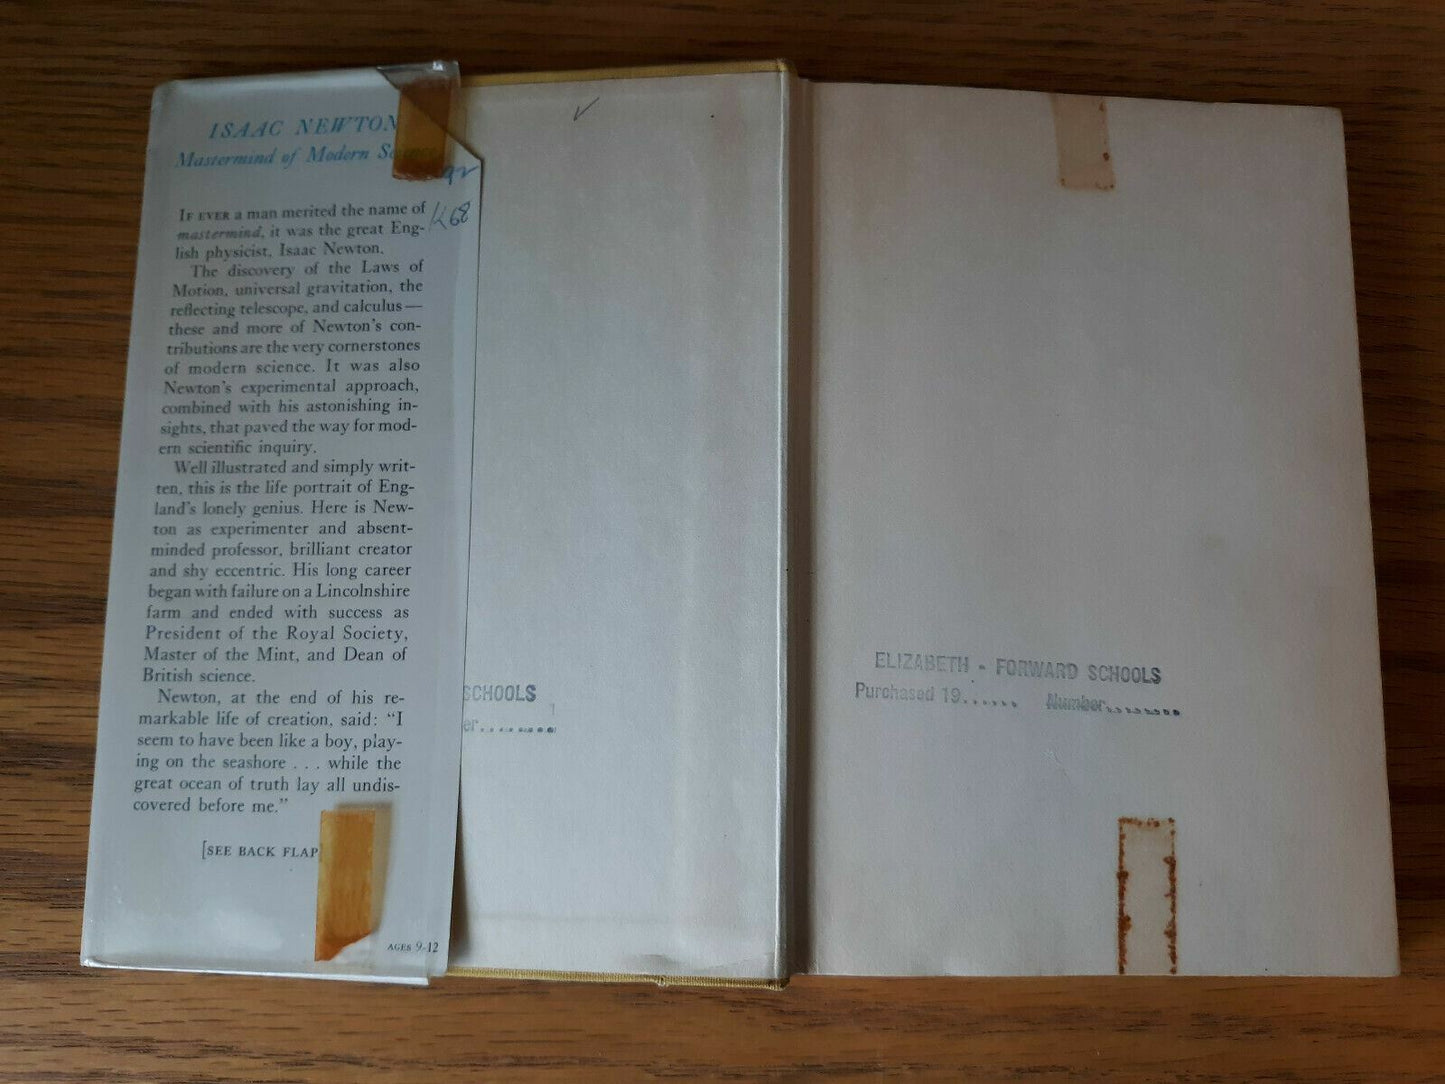 ISAAC NEWTON
Mastermind of Modern
92
K68
IF EVER a man merited the name of
mastermind, it was the great Eng-
lish physicist, Isaac Newton.
The discovery of the Laws of
Motion, universal gravitation, the
reflecting telescope, and calculus—
these and more of Newton's con-
tributions are the very cornerstones
of modern science. It was also
Newton's experimental approach,
combined with his astonishing in-
sights, that paved the way for mod-
ern scientific inquiry.
Well illustrated and simply writ-
ten, this is the life portrait of Eng-
land's lonely genius. Here is New-
ton as experimenter and absent-
minded professor, brilliant creator
and shy eccentric. His long career
began with failure on a Lincolnshire
farm and ended with success as
President of the Royal Society,
Master of the Mint, and Dean of
British science.
Newton, at the end of his re-
markable life of creation, said: "I
seem to have been like a boy, play-
ing on the seashore . . . while the
great ocean of truth lay all undis-
covered before me."
[SEE BACK FLAP
AGES 9-12
SCHOOLS
er.........
ELIZABETH - FORWARD SCHOOLS
Purchased 19...... Number.........